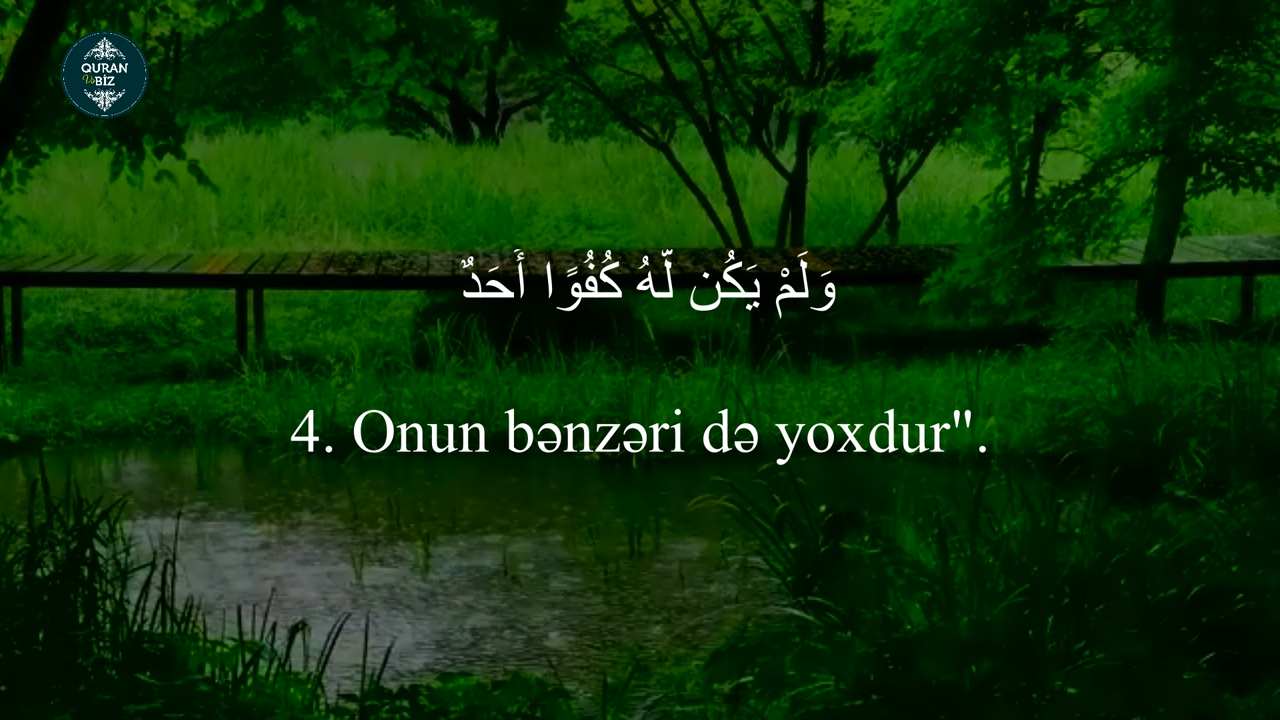 QURAN
Və BİZ
وَلَمْ يَكُن لَّهُ كُفُوًا أَحَدٌ
4. Onun bənzəri də yoxdur".